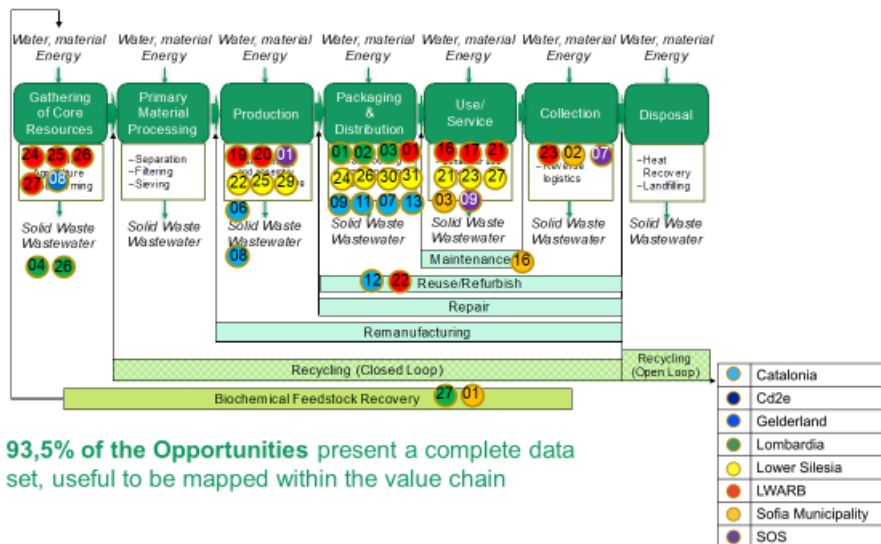 Water, material Energy
Water, material Energy
Water, material Energy
Water, material Energy
Water, material Energy
Water, material Energy
Water, material Energy
Gathering of Core Resources
Primary Material Processing
Production
Packaging & Distribution
Use/ Service
Collection
Disposal
24 25 26
27 08
–Separation
–Filtering
–Sieving
19 20 01
22 25 29
06
08
01 02 03 01
24 26 30 31
09 11 07 13
16 17 21
21 23 27
03 09
23 02 07
logistics
–Heat Recovery
–Landfilling
Solid Waste Wastewater
04 26
Solid Waste Wastewater
Solid Waste Wastewater
Solid Waste Wastewater
Solid Waste Wastewater
Solid Waste Wastewater
Solid Waste Wastewater
Maintenance 16
12 22 Reuse/Refurbish
Repair
Remanufacturing
Recycling (Closed Loop)
Recycling (Open Loop)
Biochemical Feedstock Recovery 27 01
93,5% of the Opportunities present a complete data
set, useful to be mapped within the value chain
Catalonia
Cd2e
Gelderland
Lombardia
Lower Silesia
LWARB
Sofia Municipality
SOS